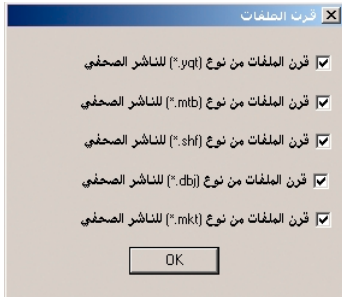 قرن الملفات
قرن الملفات من نوع (*.yqt) للناشر الصحفي
قرن الملفات من نوع (*.mtb) للناشر الصحفي
قرن الملفات من نوع (*.shf) للناشر الصحفي
قرن الملفات من نوع (*.dbj) للناشر الصحفي
قرن الملفات من نوع (*.mkt) للناشر الصحفي
OK